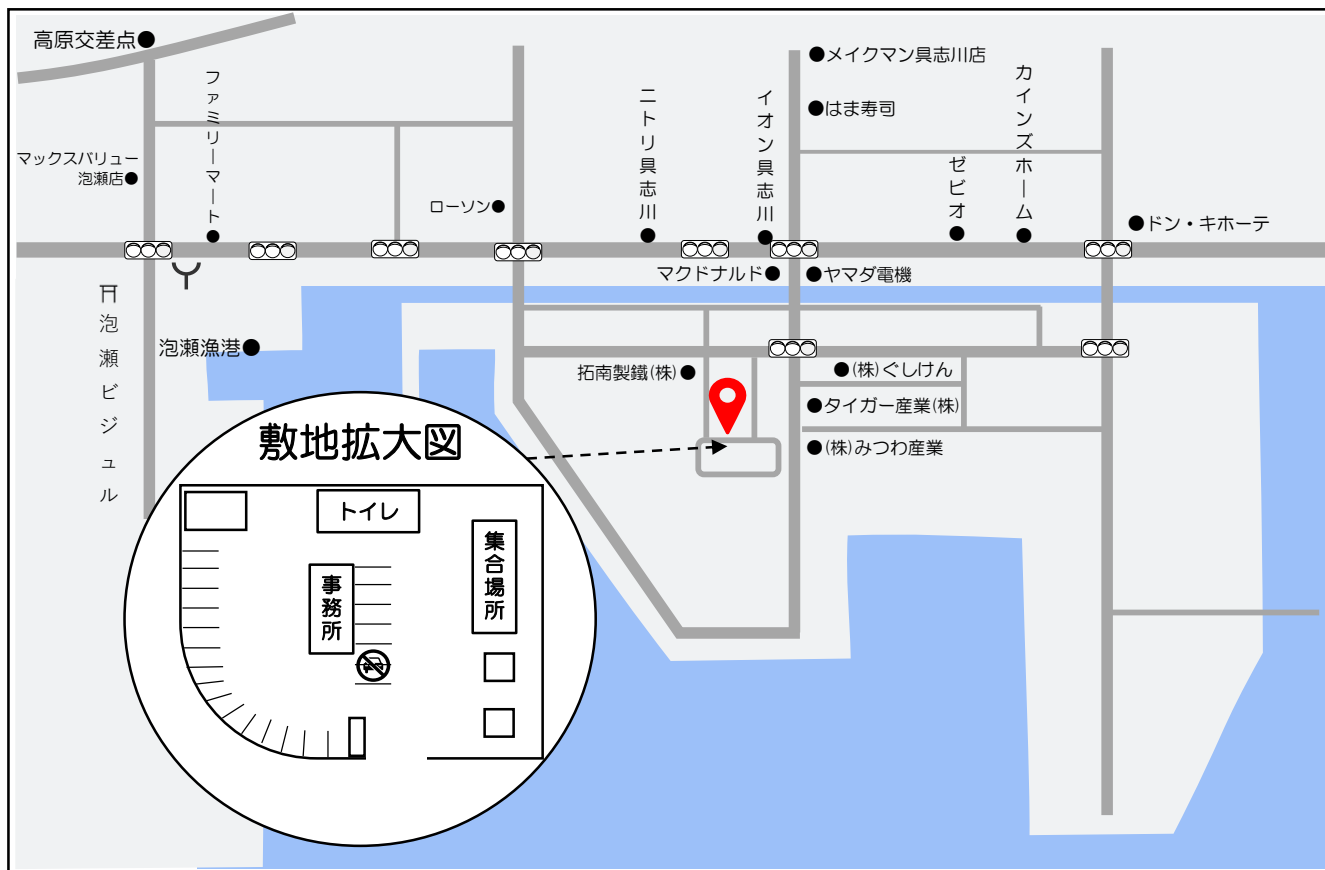 高原交差点
ファミリーマート
マックスバリュー
泡瀬店
ローソン
ニトリ具志川
イオン具志川
メイクマン具志川店
はま寿司
ゼビオ
カインズホーム
ドン・キホーテ
マクドナルド
ヤマダ電機
泡瀬ビジュル
泡瀬漁港
拓南製鐵(株)
(株)ぐしけん
タイガー産業(株)
(株)みつわ産業
敷地拡大図
トイレ
集合場所
事務所